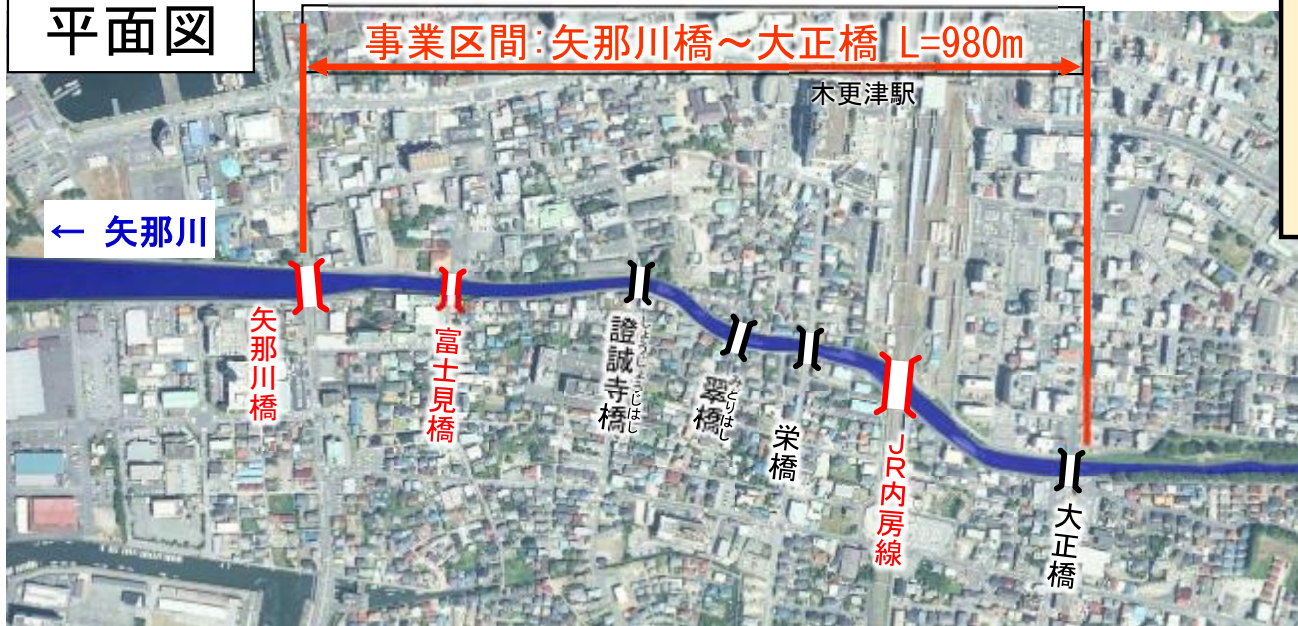 平面図
事業区間:矢那川橋～大正橋 L=980m
木更津駅
← 矢那川
矢那川橋
富士見橋
證誠寺橋
しょうじょうじはし
翠橋
みどりはし
栄橋
JR内房線
大正橋